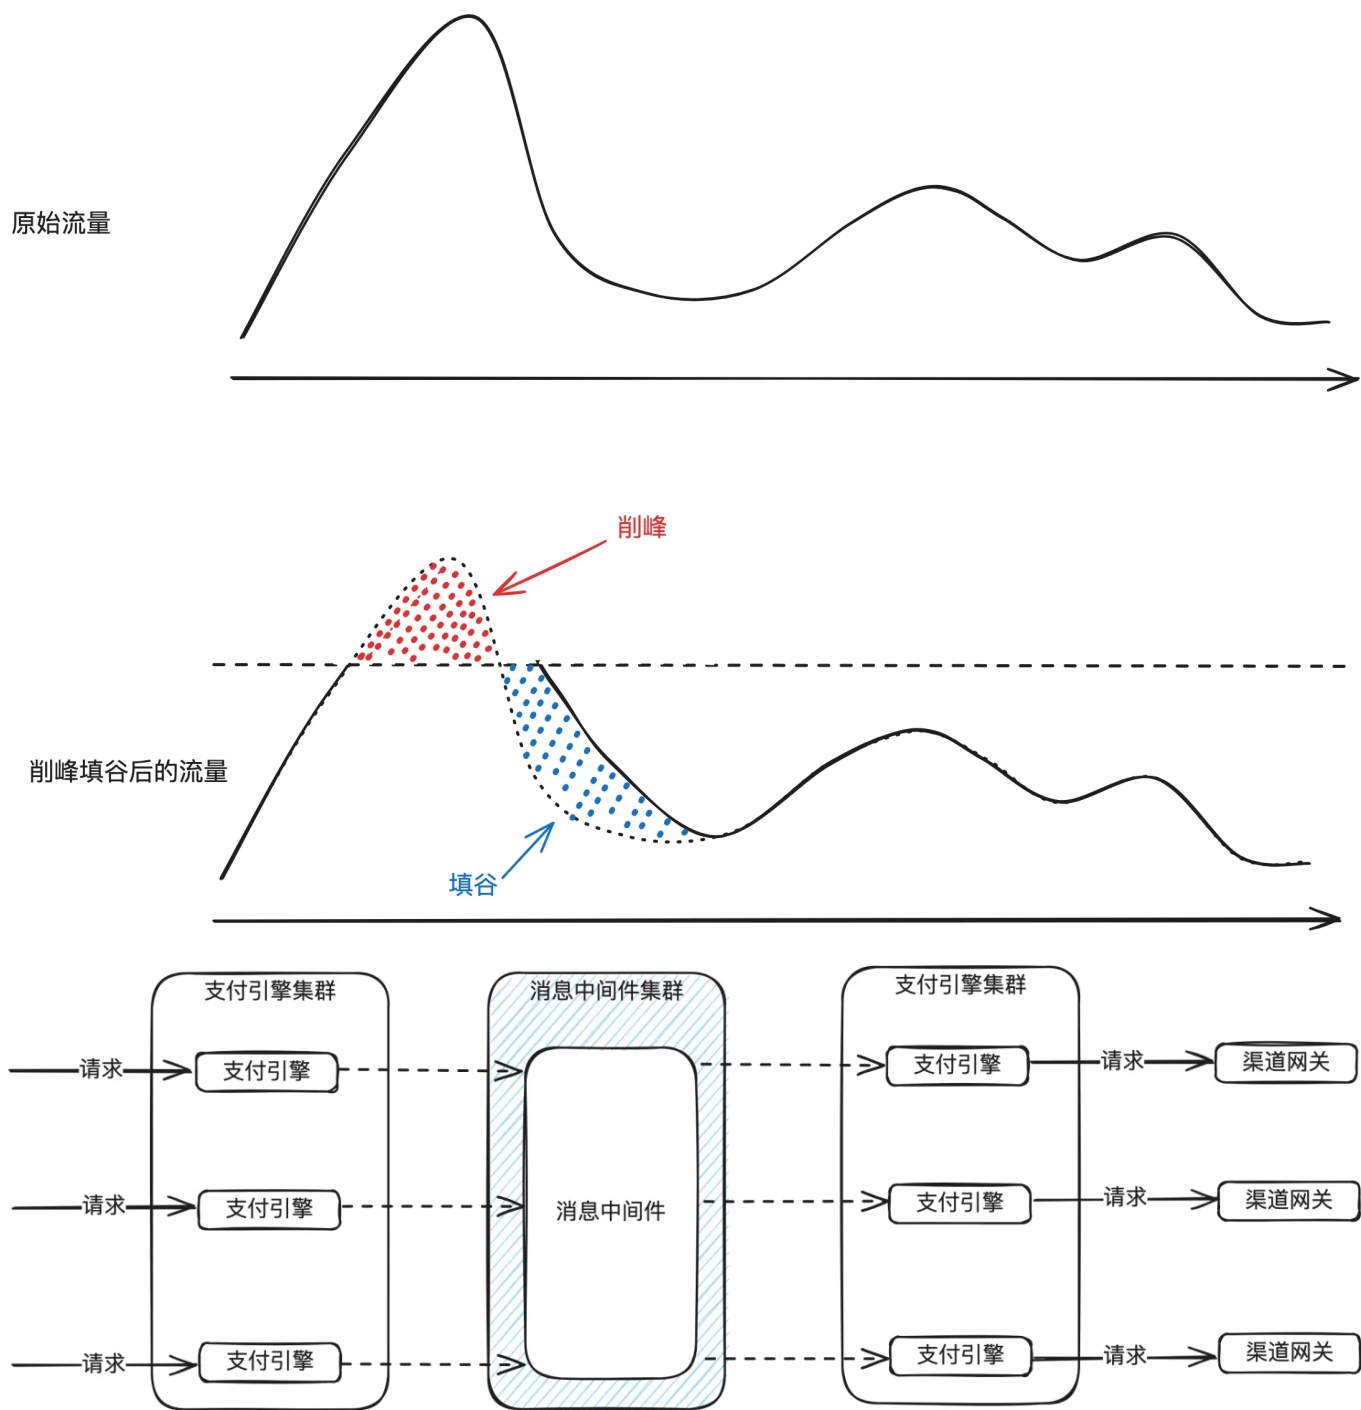 原始流量
削峰
削峰填谷后的流量
填谷
支付引擎集群
消息中间件集群
支付引擎集群
请求
支付引擎
支付引擎
请求
渠道网关
请求
支付引擎
消息中间件
支付引擎
请求
渠道网关
请求
支付引擎
支付引擎
请求
渠道网关